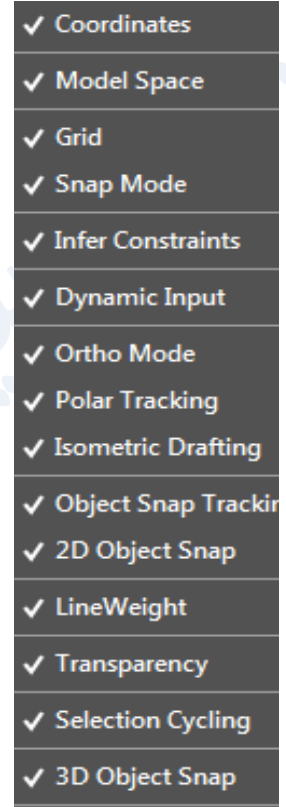 Coordinates
Model Space
Grid
Snap Mode
Infer Constraints
Dynamic Input
Ortho Mode
Polar Tracking
Isometric Drafting
Object Snap Trackin
2D Object Snap
LineWeight
Transparency
Selection Cycling
3D Object Snap